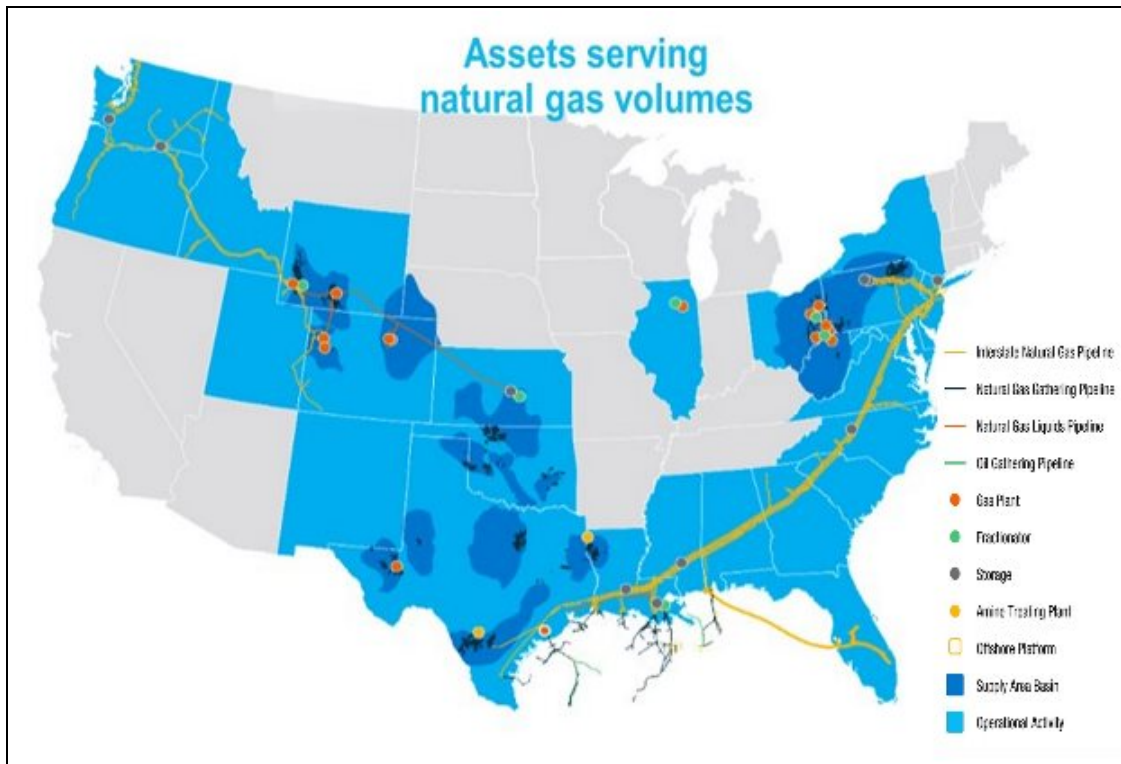 Assets serving
natural gas volumes
Interstate Natural Gas Pipeline
Natural Gas Gathering Pipeline
Natural Gas Liquids Pipeline
Oil Gathering Pipeline
Gas Plant
Fractionator
Storage
Amine Treating Plant
Offshore Platform
Supply Area Basin
Operational Activity